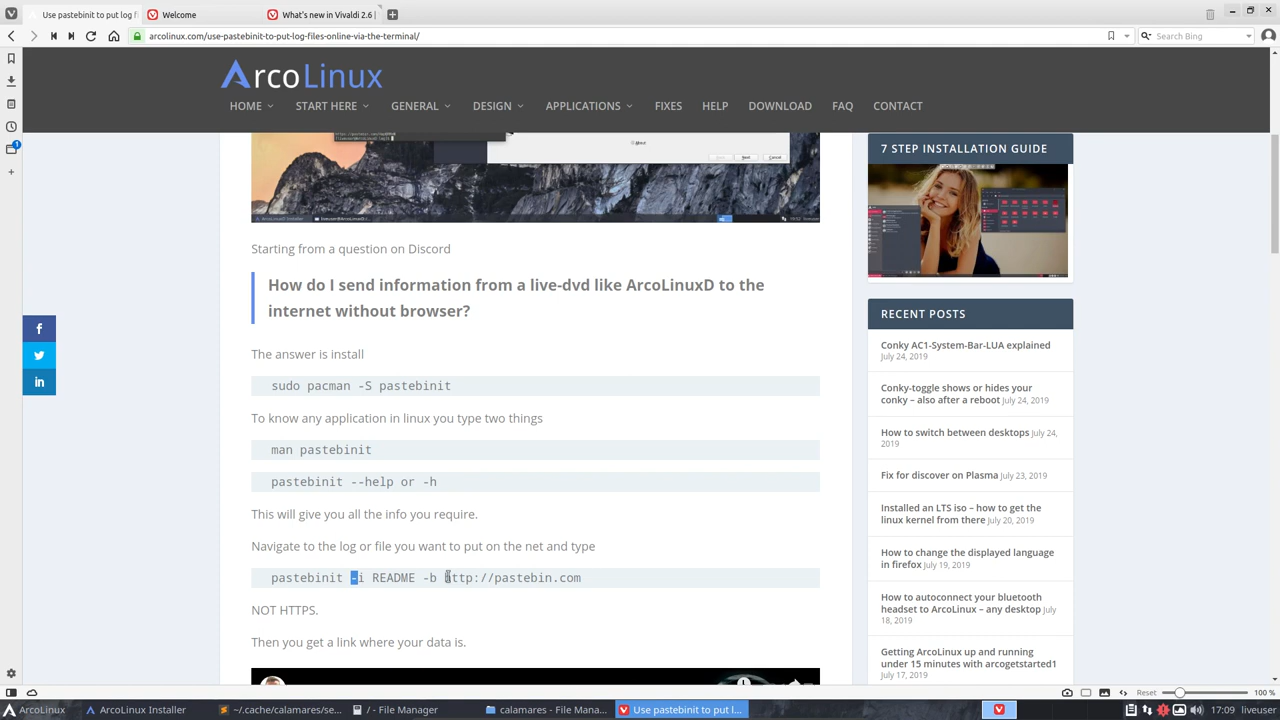 Use pastebinit to put log f
Welcome
What's new in Vivaldi 2.6 |
arcolinux.com/use-pastebinit-to-put-log-files-online-via-the-terminal/
Search Bing
ArcoLinux
HOME
START HERE
GENERAL
DESIGN
APPLICATIONS
FIXES
HELP
DOWNLOAD
FAQ
CONTACT
Starting from a question on Discord
How do I send information from a live-dvd like ArcoLinuxD to the
internet without browser?
The answer is install
sudo pacman -S pastebinit
To know any application in linux you type two things
man pastebinit
pastebinit --help or -h
This will give you all the info you require.
Navigate to the log or file you want to put on the net and type
pastebinit -i README -b http://pastebin.com
NOT HTTPS.
Then you get a link where your data is.
7 STEP INSTALLATION GUIDE
RECENT POSTS
Conky AC1-System-Bar-LUA explained
July 24, 2019
Conky-toggle shows or hides your
conky – also after a reboot July 24, 2019
How to switch between desktops July 24,
2019
Fix for discover on Plasma July 23, 2019
Installed an LTS iso – how to get the
linux kernel from there July 20, 2019
How to change the displayed language
in firefox July 19, 2019
How to autoconnect your bluetooth
headset to ArcoLinux – any desktop July
18, 2019
Getting ArcoLinux up and running
under 15 minutes with arcogetstarted1
July 17, 2019
1
Reset
100 %
ArcoLinux
ArcoLinux Installer
~/.cache/calamares/se...
/ - File Manager
calamares - File Ma...
Use pastebinit to put l...
17:09
liveuser